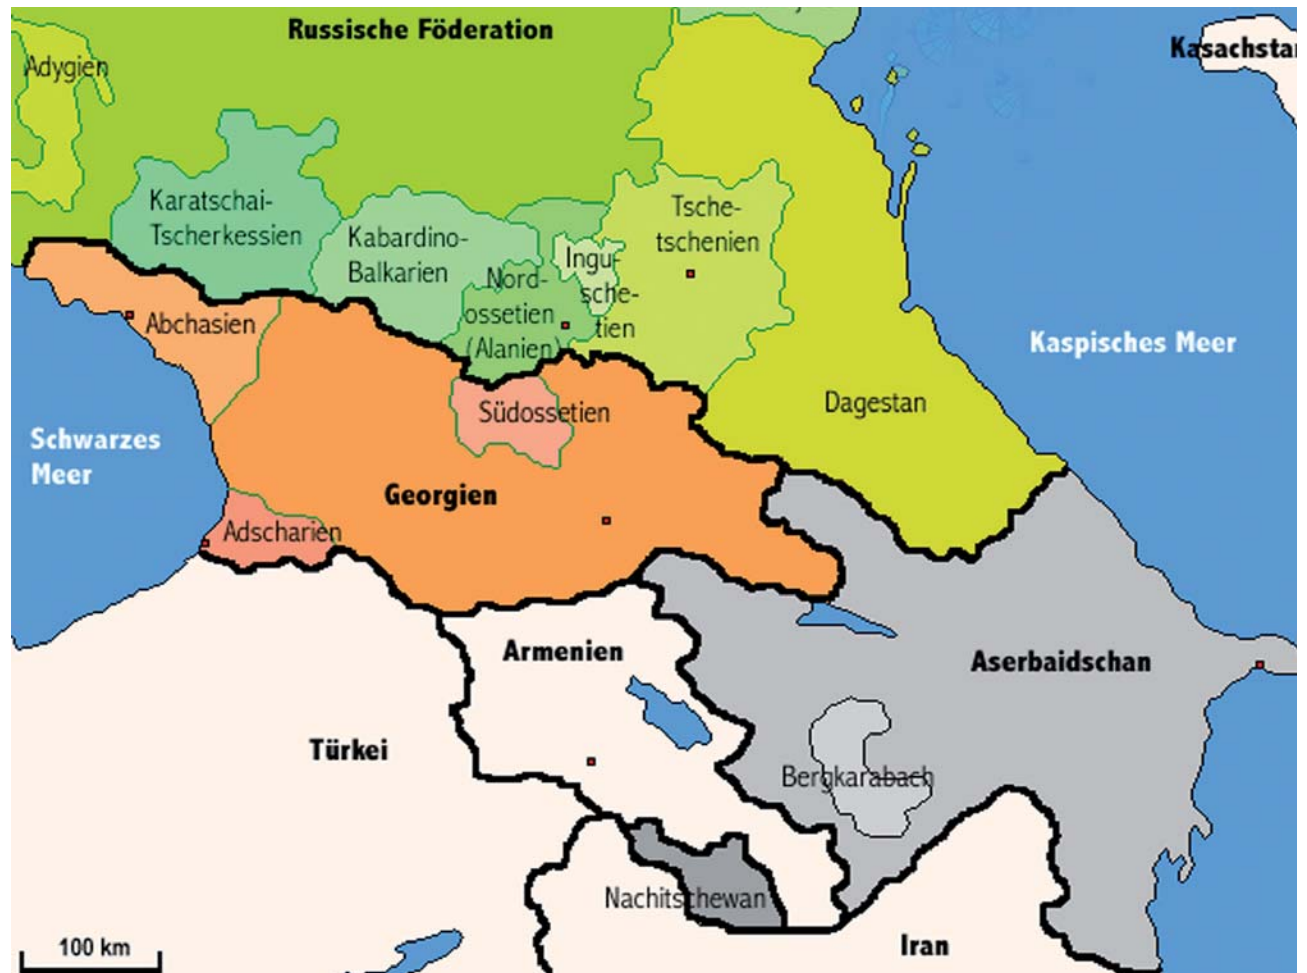 Russische Föderation
Kasachstan
Adygien
Karatschai-
Tscherkessien
Kabardino-
Balkarien
Nord-
ossetien
(Alanien)
Ingu-
sche-
tien
Tsche-
tschenien
Abchasien
Kaspisches Meer
Dagestan
Südossetien
Schwarzes
Meer
Georgien
Adscharien
Armenien
Aserbaidschan
Türkei
Bergkarabach
Nachitschewan
Iran
100 km